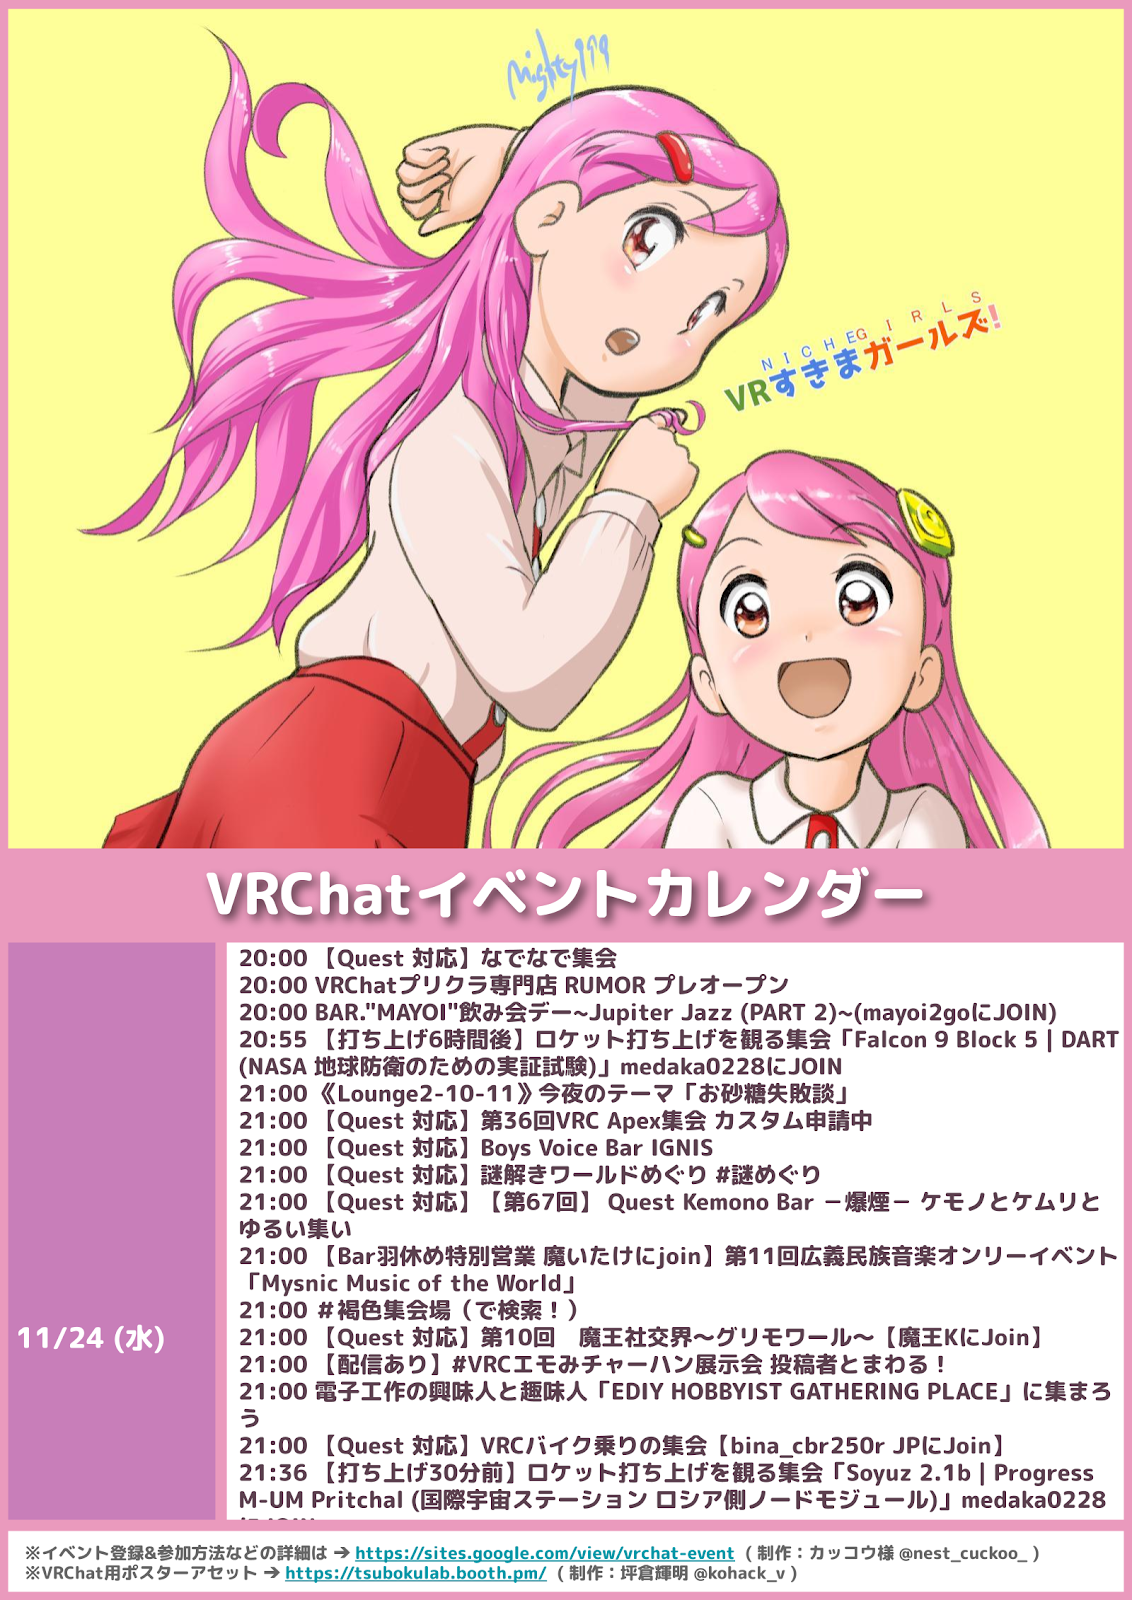 mighty999
NICHE GIRLS
VRすきまガールズ!
VRChatイベントカレンダー
11/24 (水)
20:00 【Quest 対応】なでなで集会
20:00 VRChatプリクラ専門店 RUMOR プレオープン
20:00 BAR."MAYOI"飲み会デー~Jupiter Jazz (PART 2)~(mayoi2goにJOIN)
20:55 【打ち上げ6時間後】ロケット打ち上げを観る集会「Falcon 9 Block 5 | DART
(NASA 地球防衛のための実証試験)」medaka0228にJOIN
21:00 《Lounge2-10-11》今夜のテーマ「お砂糖失敗談」
21:00 【Quest 対応】第36回VRC Apex集会 カスタム申請中
21:00 【Quest 対応】Boys Voice Bar IGNIS
21:00 【Quest 対応】謎解きワールドめぐり #謎めぐり
21:00 【Quest 対応】【第67回】 Quest Kemono Bar －爆煙－ ケモノとケムリと
ゆるい集い
21:00 【Bar羽休め特別営業 魔いたけにjoin】第11回広義民族音楽オンリーイベント
「Mysnic Music of the World」
21:00 ＃褐色集会場（で検索！）
21:00 【Quest 対応】第10回　魔王社交界～グリモワール～【魔王KにJoin】
21:00 【配信あり】#VRCエモみチャーハン展示会 投稿者とまわる！
21:00 電子工作の興味人と趣味人「EDIY HOBBYIST GATHERING PLACE」に集まろ
う
21:00 【Quest 対応】VRCバイク乗りの集会【bina_cbr250r JPにJoin】
21:36 【打ち上げ30分前】ロケット打ち上げを観る集会「Soyuz 2.1b | Progress
M-UM Pritchal (国際宇宙ステーション ロシア側ノードモジュール)」medaka0228
にJOIN
※イベント登録&参加方法などの詳細は → https://sites.google.com/view/vrchat-event （ 制作：カッコウ様 @nest_cuckoo_ ）
※VRChat用ポスターアセット → https://tsubokulab.booth.pm/ （ 制作：坪倉輝明 @kohack_v ）